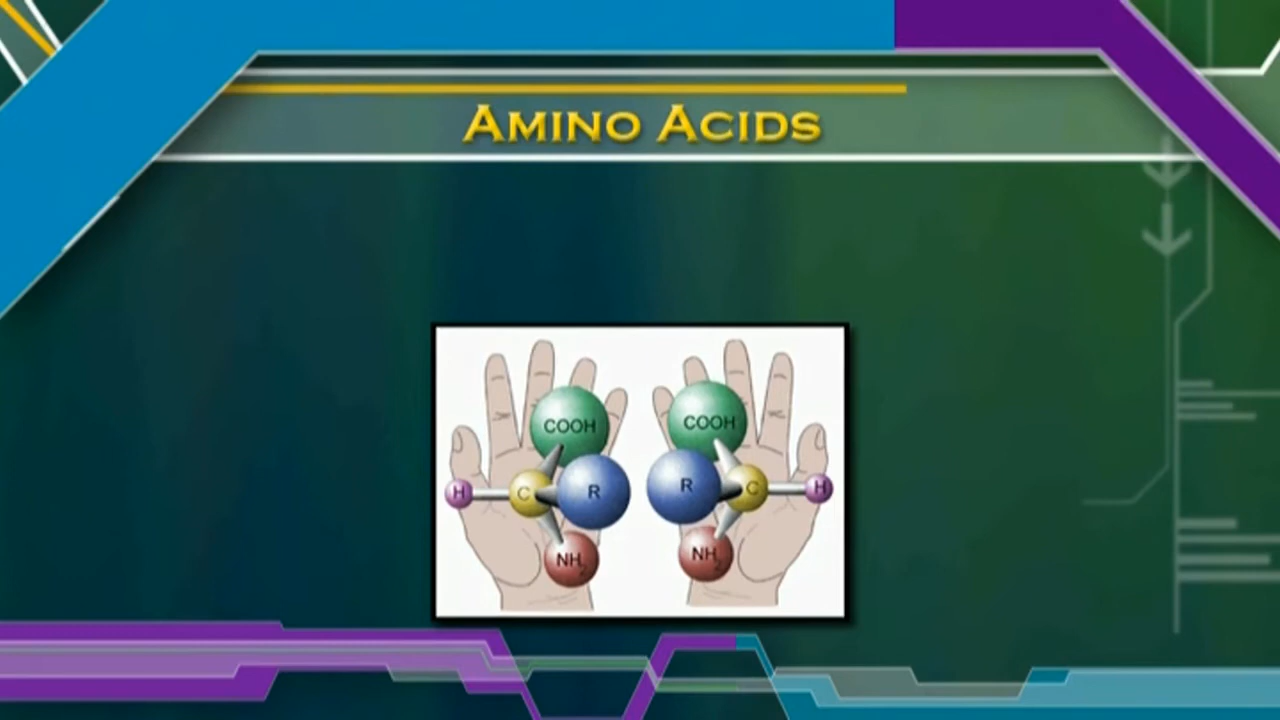 AMINO ACIDS
COOH
COOH
H C R
R C H
NH2
NH2